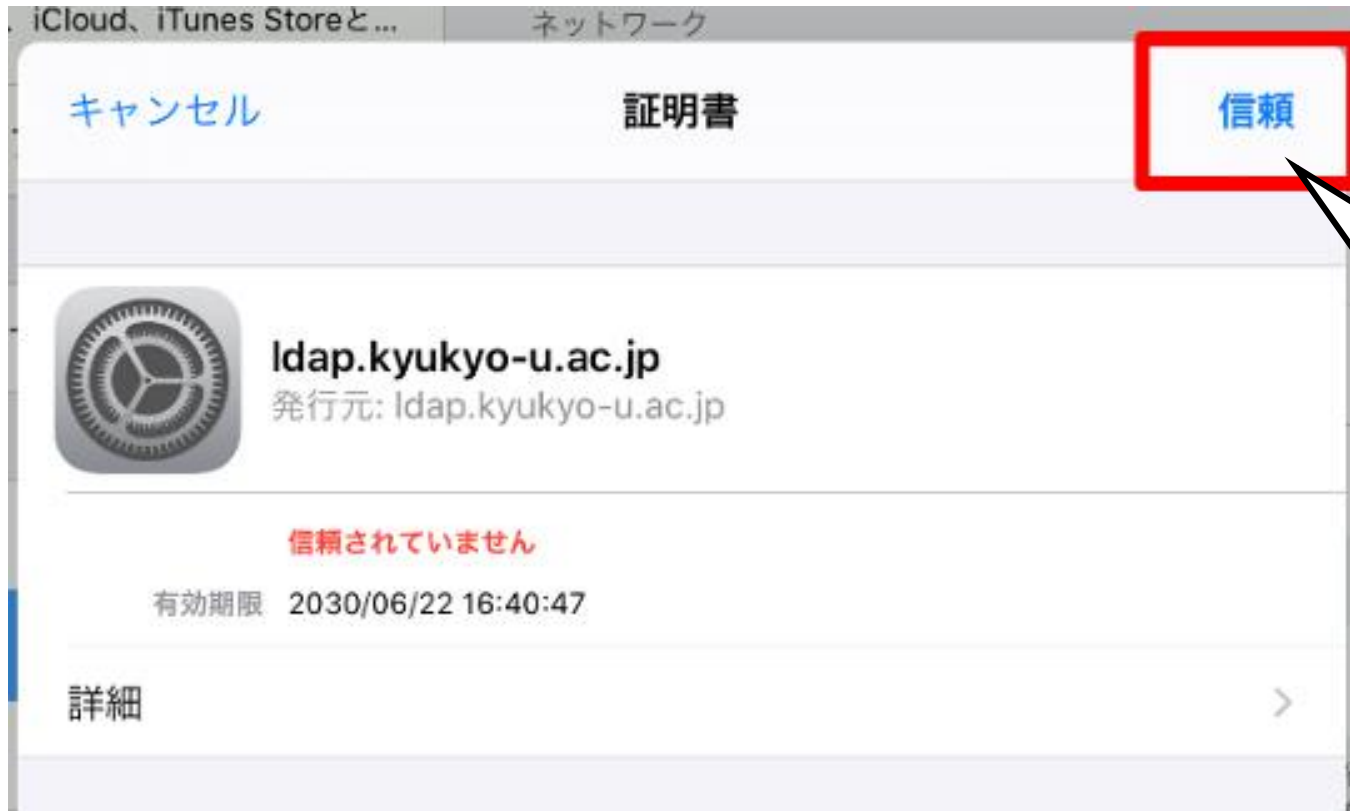 iCloud、iTunes Storeと... ネットワーク
キャンセル 証明書 信頼
ldap.kyukyo-u.ac.jp
発行元: ldap.kyukyo-u.ac.jp
信頼されていません
有効期限 2030/06/22 16:40:47
詳細